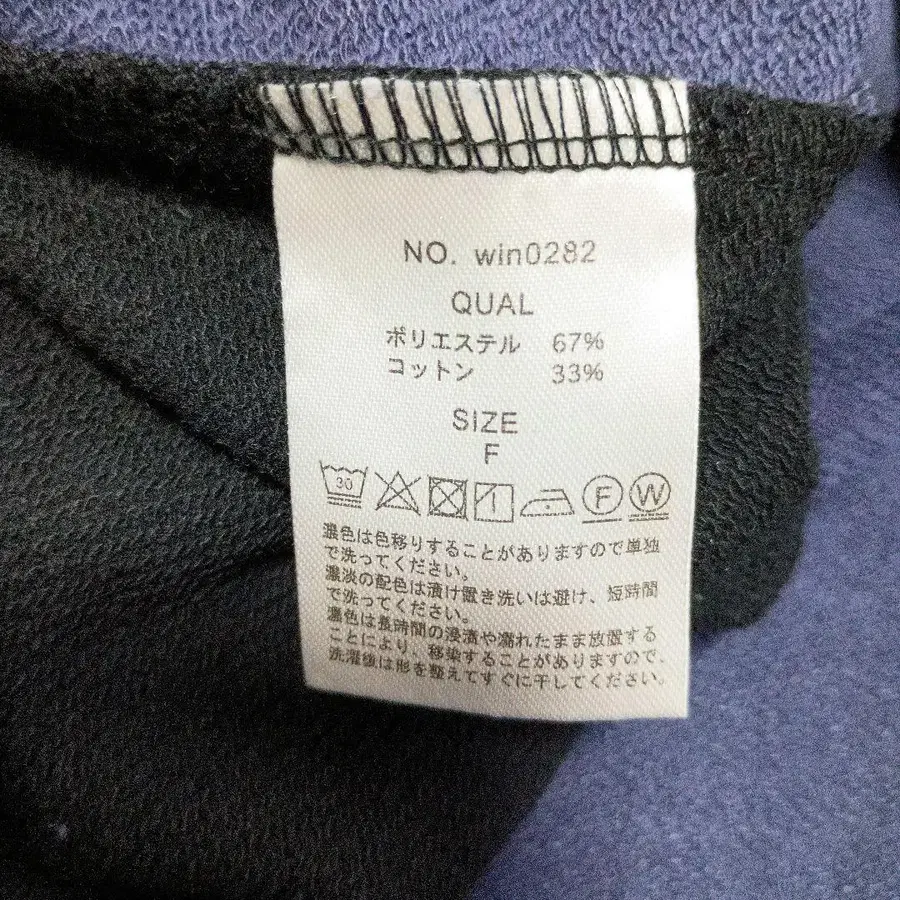 NO. win0282
QUAL
ポリエステル 67%
コットン 33%
SIZE
F
30 F W
濃色は色移りすることがありますので単独
で洗ってください。
濃淡の配色は漬け置き洗いは避け、短時間
で洗ってください。
濃色は長時間の浸漬や濡れたまま放置する
ことにより、移染することがありますので、
洗濯後は形を整えてすぐに干してください。